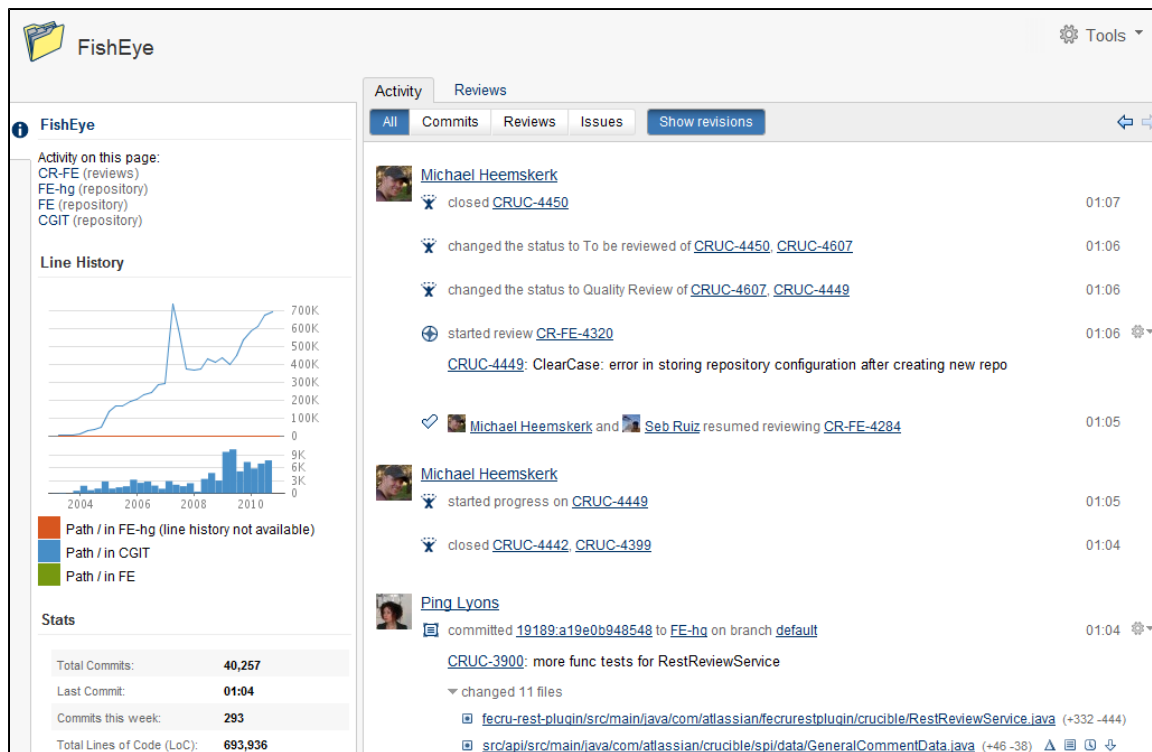 FishEye
Tools
Activity
Reviews
All
Commits
Reviews
Issues
Show revisions
FishEye
Activity on this page:
CR-FE (reviews)
FE-hg (repository)
FE (repository)
CGIT (repository)
Line History
700K
600K
500K
400K
300K
200K
100K
0
9K
6K
3K
0
2004 2006 2008 2010
Path / in FE-hg (line history not available)
Path / in CGIT
Path / in FE
Stats
Total Commits: 40,257
Last Commit: 01:04
Commits this week: 293
Total Lines of Code (LoC): 693,936
Michael Heemskerk
closed CRUC-4450 01:07
changed the status to To be reviewed of CRUC-4450, CRUC-4607 01:06
changed the status to Quality Review of CRUC-4607, CRUC-4449 01:06
started review CR-FE-4320 01:06
CRUC-4449: ClearCase: error in storing repository configuration after creating new repo
Michael Heemskerk and Seb Ruiz resumed reviewing CR-FE-4284 01:05
Michael Heemskerk
started progress on CRUC-4449 01:05
closed CRUC-4442, CRUC-4399 01:04
Ping Lyons
committed 19189:a19e0b948548 to FE-hg on branch default 01:04
CRUC-3900: more func tests for RestReviewService
changed 11 files
fecru-rest-plugin/src/main/java/com/atlassian/fecrurestplugin/crucible/RestReviewService.java (+332 -444)
src/api/src/main/java/com/atlassian/crucible/spi/data/GeneralCommentData.java (+46 -38)